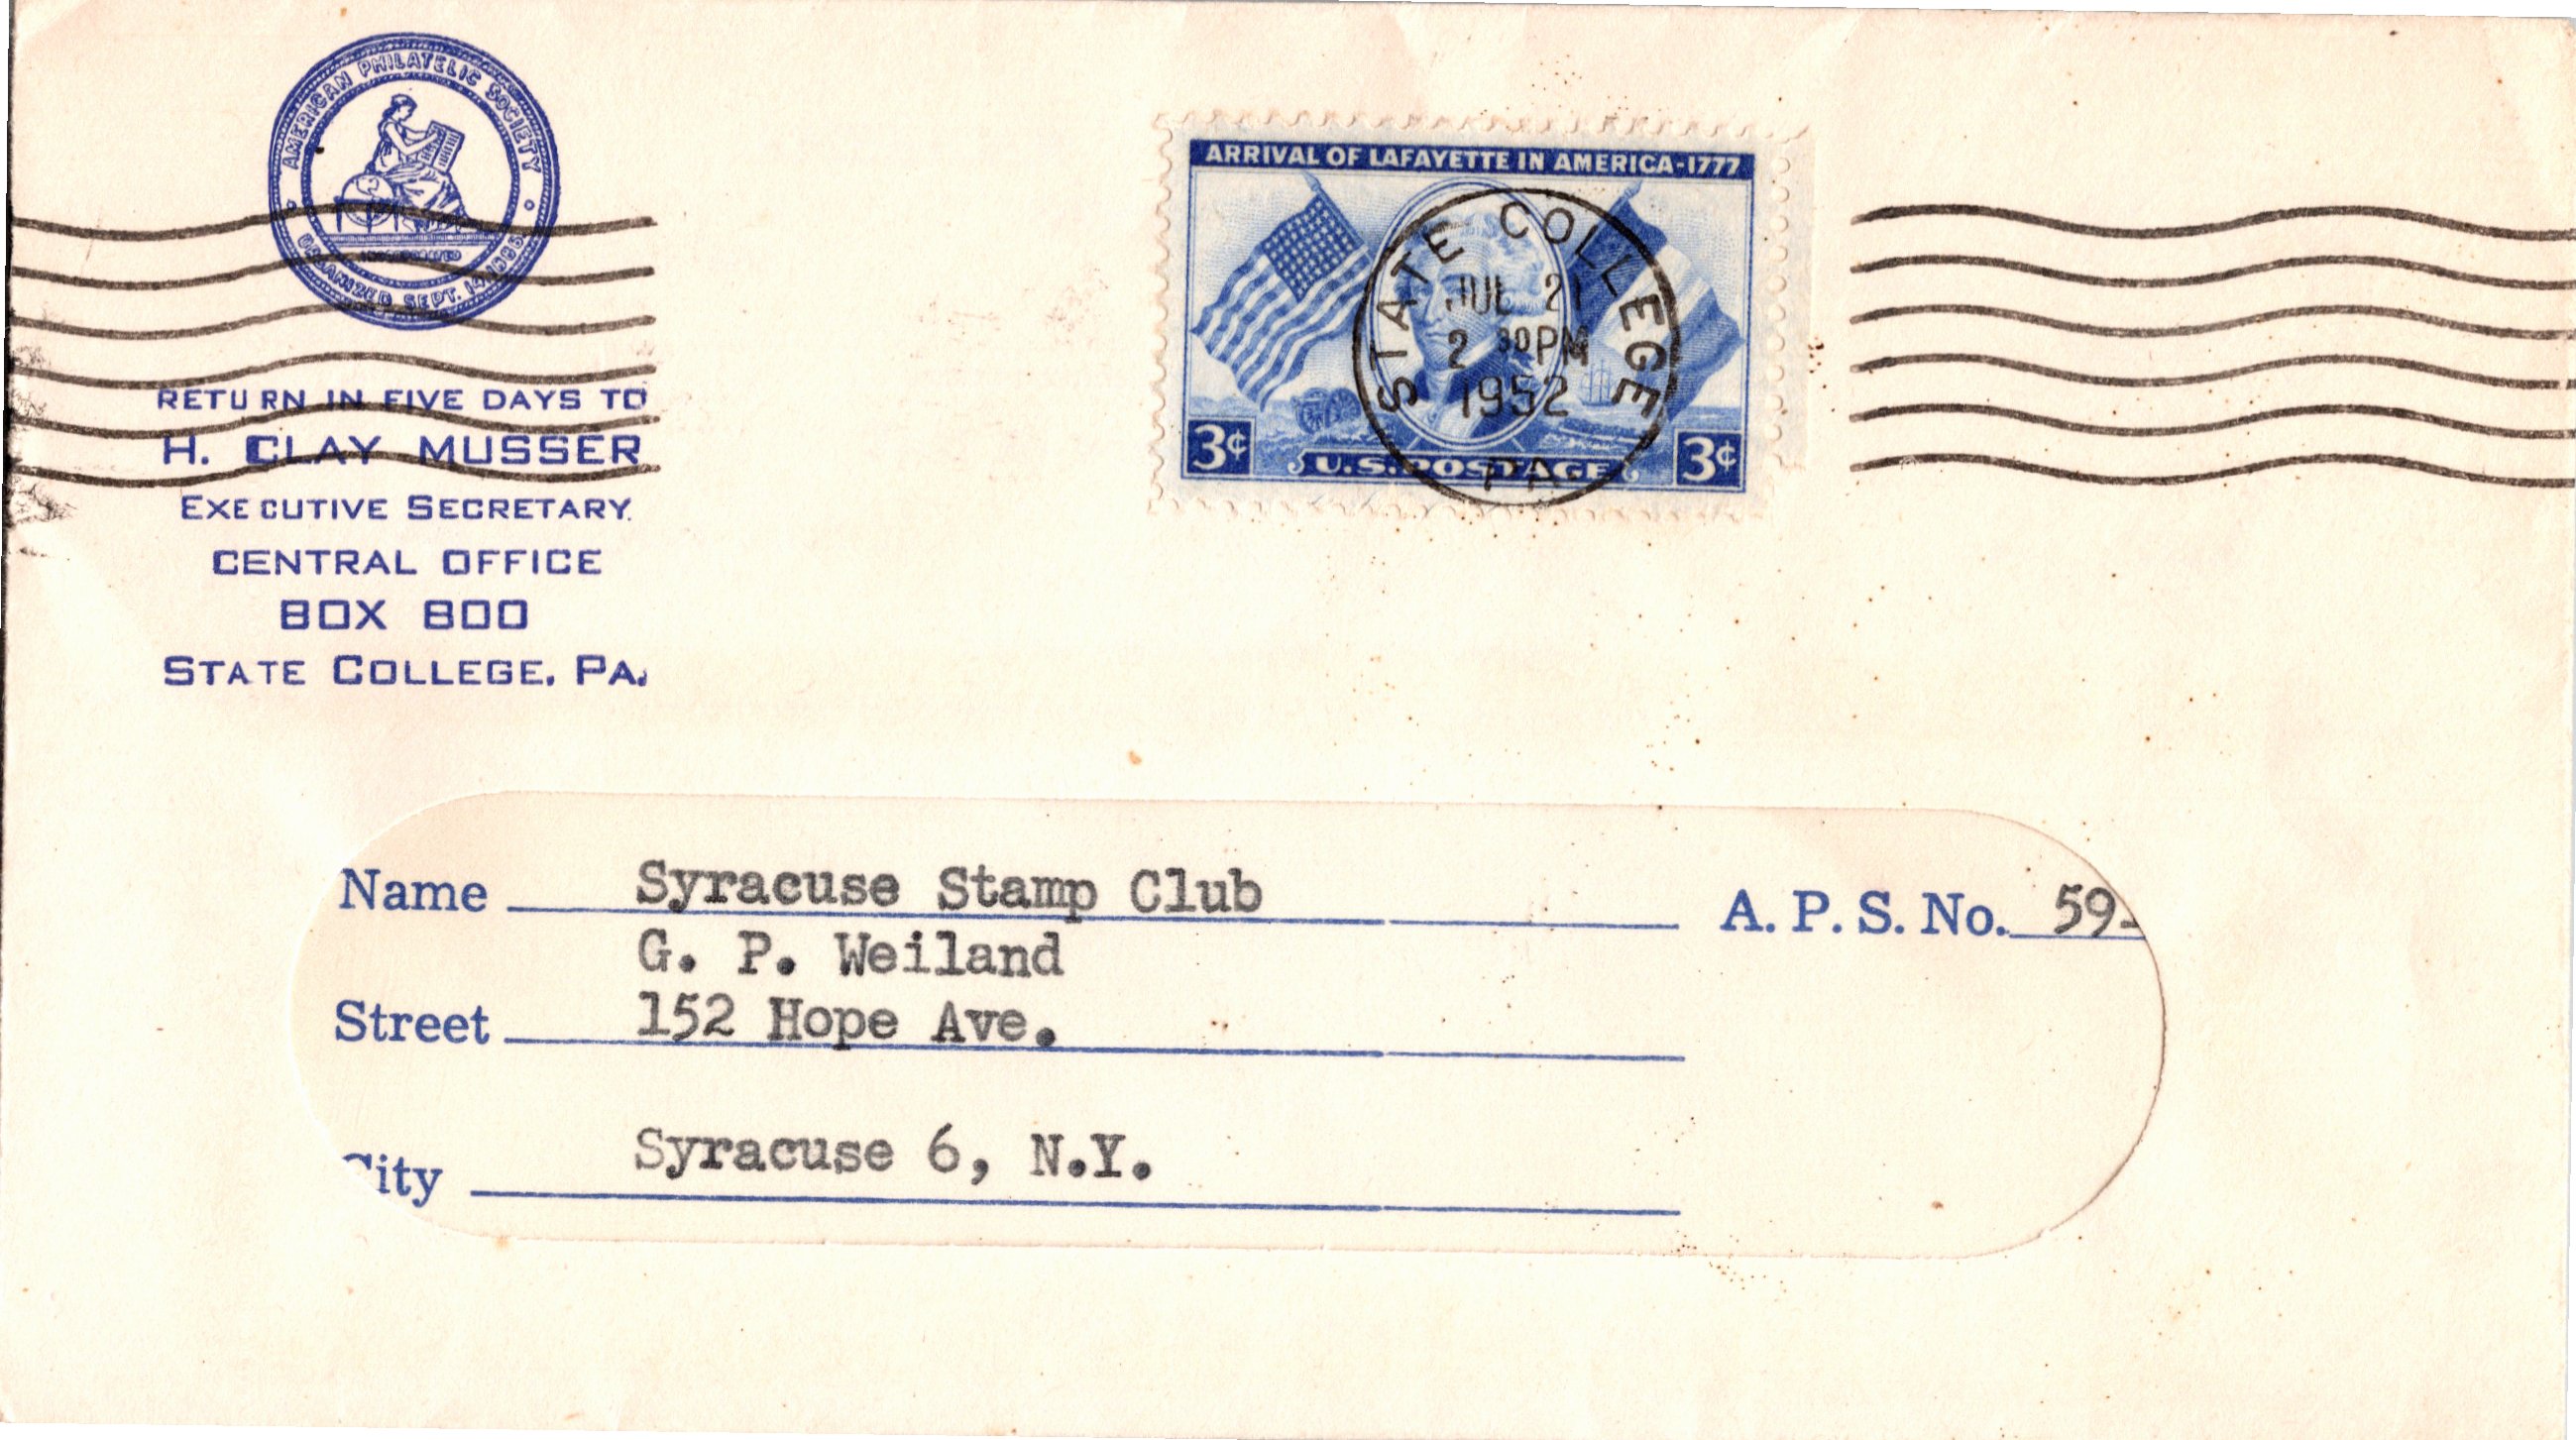 AMERICAN PHILATELIC SOCIETY
INCORPORATED
ORGANIZED SEPT. 14, 1886
RETURN IN FIVE DAYS TO
H. CLAY MUSSER
EXECUTIVE SECRETARY
CENTRAL OFFICE
BOX 800
STATE COLLEGE, PA.
ARRIVAL OF LAFAYETTE IN AMERICA-1777
3¢ U.S. POSTAGE 3¢
STATE COLLEGE
JUL 21
2 30 PM
1952
PA.
Name Syracuse Stamp Club A. P. S. No. 59-
G. P. Weiland
Street 152 Hope Ave.
City Syracuse 6, N.Y.